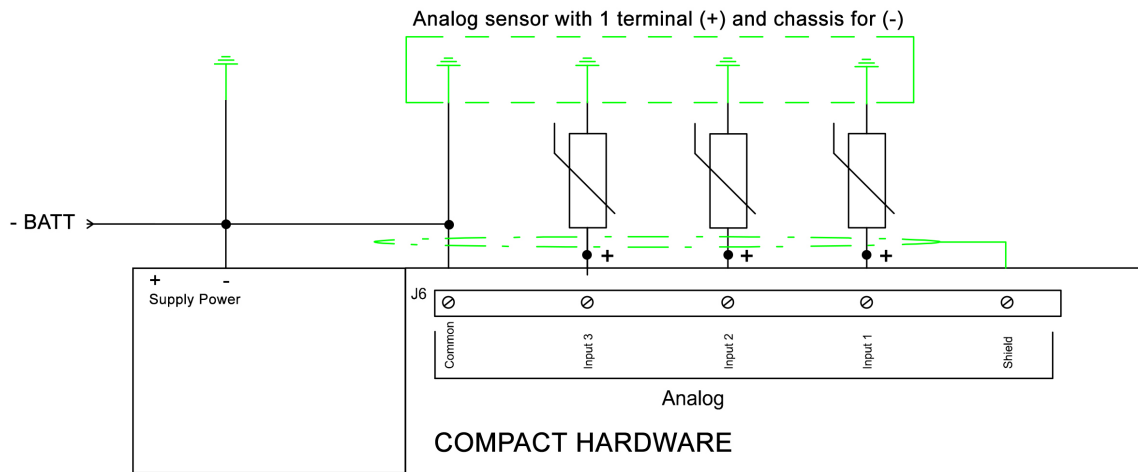 Analog sensor with 1 terminal (+) and chassis for (-)
- BATT
+ + +
+ -
Supply Power
J6
Common
Input 3
Input 2
Input 1
Shield
Analog
COMPACT HARDWARE